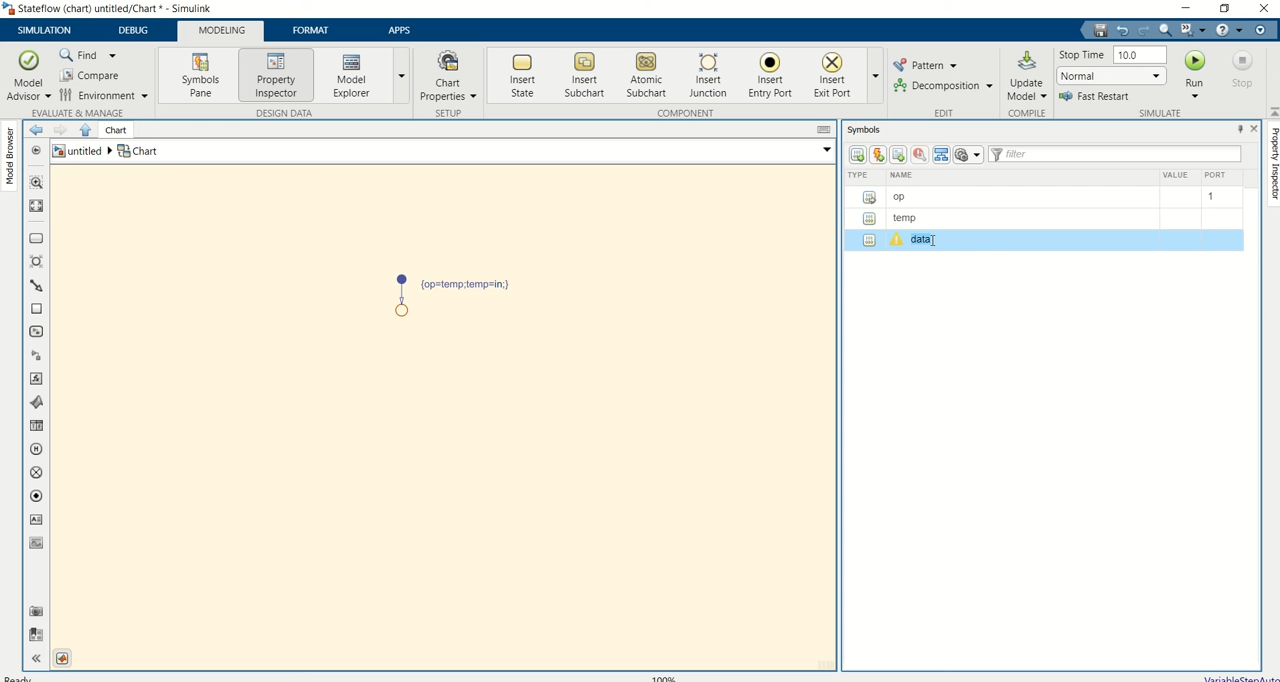 Stateflow (chart) untitled/Chart * - Simulink
SIMULATION DEBUG MODELING FORMAT APPS
Model Advisor
Find
Compare
Environment
EVALUATE & MANAGE
Symbols Pane
Property Inspector
Model Explorer
DESIGN DATA
Chart Properties
SETUP
Insert State
Insert Subchart
Atomic Subchart
Insert Junction
Insert Entry Port
Insert Exit Port
COMPONENT
Pattern
Decomposition
EDIT
Update Model
COMPILE
Stop Time 10.0
Normal
Fast Restart
Run
Stop
SIMULATE
Model Browser
Chart
untitled Chart
{op=temp;temp=in;}
Symbols
filter
TYPE NAME VALUE PORT
op 1
temp
data
Property Inspector
Ready 100% VariableStepAuto